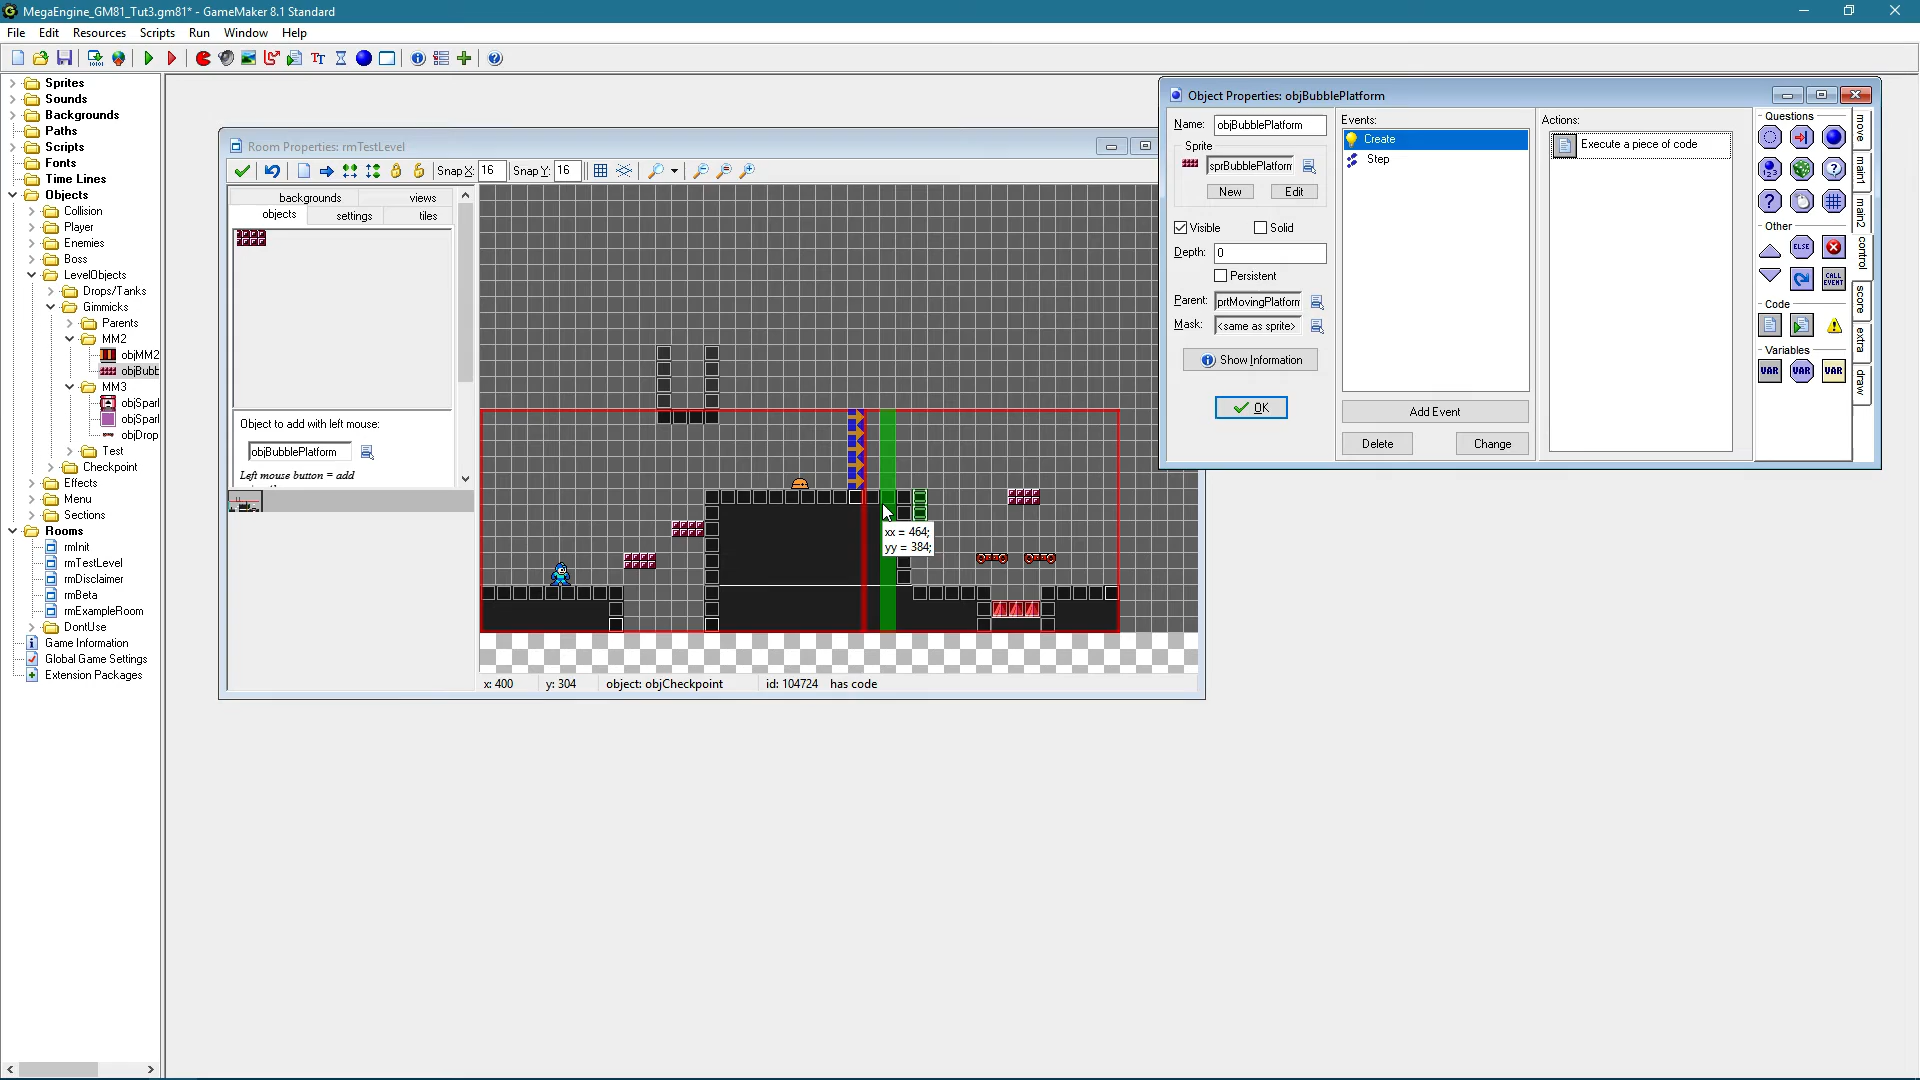 MegaEngine_GM81_Tut3.gm81* - GameMaker 8.1 Standard
File Edit Resources Scripts Run Window Help
Sprites
Sounds
Backgrounds
Paths
Scripts
Fonts
Time Lines
Objects
Collision
Player
Enemies
Boss
LevelObjects
Drops/Tanks
Gimmicks
Parents
MM2
objMM2
objBubb
MM3
objSparl
objSparl
objDrop
Test
Checkpoint
Effects
Menu
Sections
Rooms
rmInit
rmTestLevel
rmDisclaimer
rmBeta
rmExampleRoom
DontUse
Game Information
Global Game Settings
Extension Packages
Room Properties: rmTestLevel
Snap X: 16 Snap Y: 16
backgrounds views
objects settings tiles
Object to add with left mouse:
objBubblePlatform
Left mouse button = add
xx = 464;
yy = 384;
x: 400 y: 304 object: objCheckpoint id: 104724 has code
Object Properties: objBubblePlatform
Name: objBubblePlatform
Sprite
sprBubblePlatform
New Edit
Visible Solid
Depth: 0
Persistent
Parent: prtMovingPlatform
Mask: <same as sprite>
Show Information
OK
Events:
Create
Step
Add Event
Delete Change
Actions:
Execute a piece of code
Questions
Other
ELSE
CALL EVENT
Code
Variables
VAR VAR VAR
move
main1
main2
control
score
extra
draw